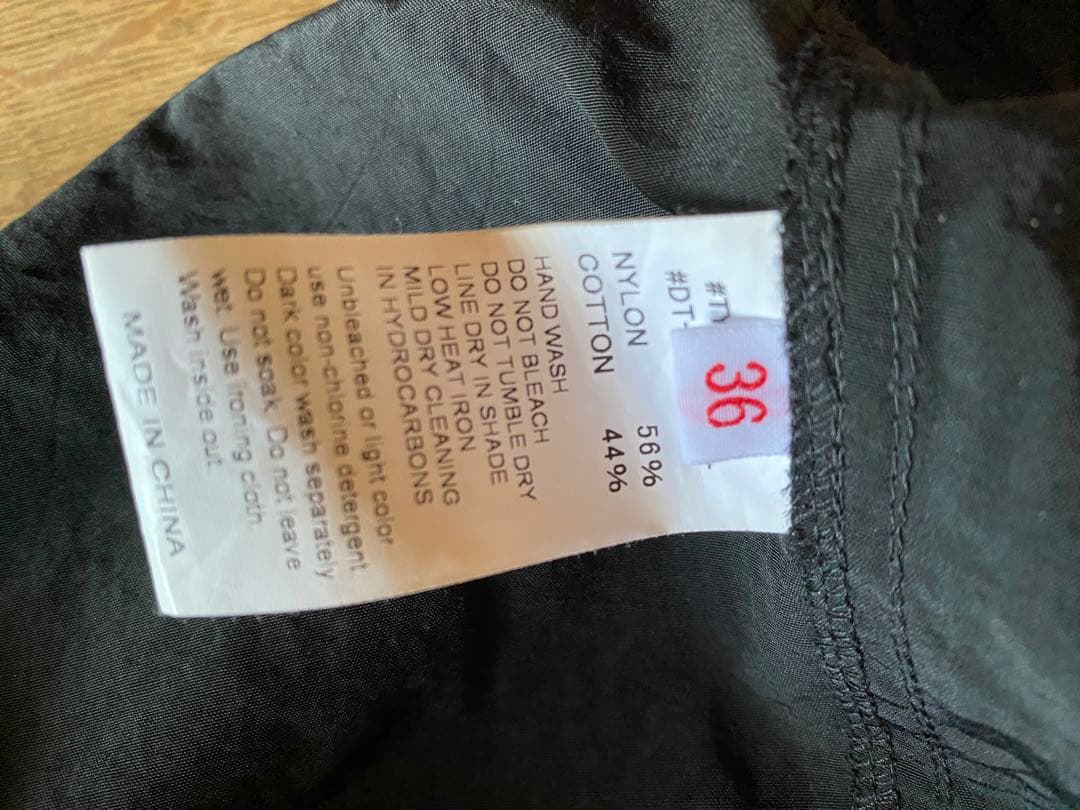 #DT-
36
NYLON 56%
COTTON 44%
HAND WASH
DO NOT BLEACH
DO NOT TUMBLE DRY
LINE DRY IN SHADE
LOW HEAT IRON
MILD DRY CLEANING
IN HYDROCARBONS
Unbleached or light color
use non-chlorine detergent.
Dark color wash separately
Do not soak. Do not leave
wet. Use ironing cloth.
Wash inside out.
MADE IN CHINA